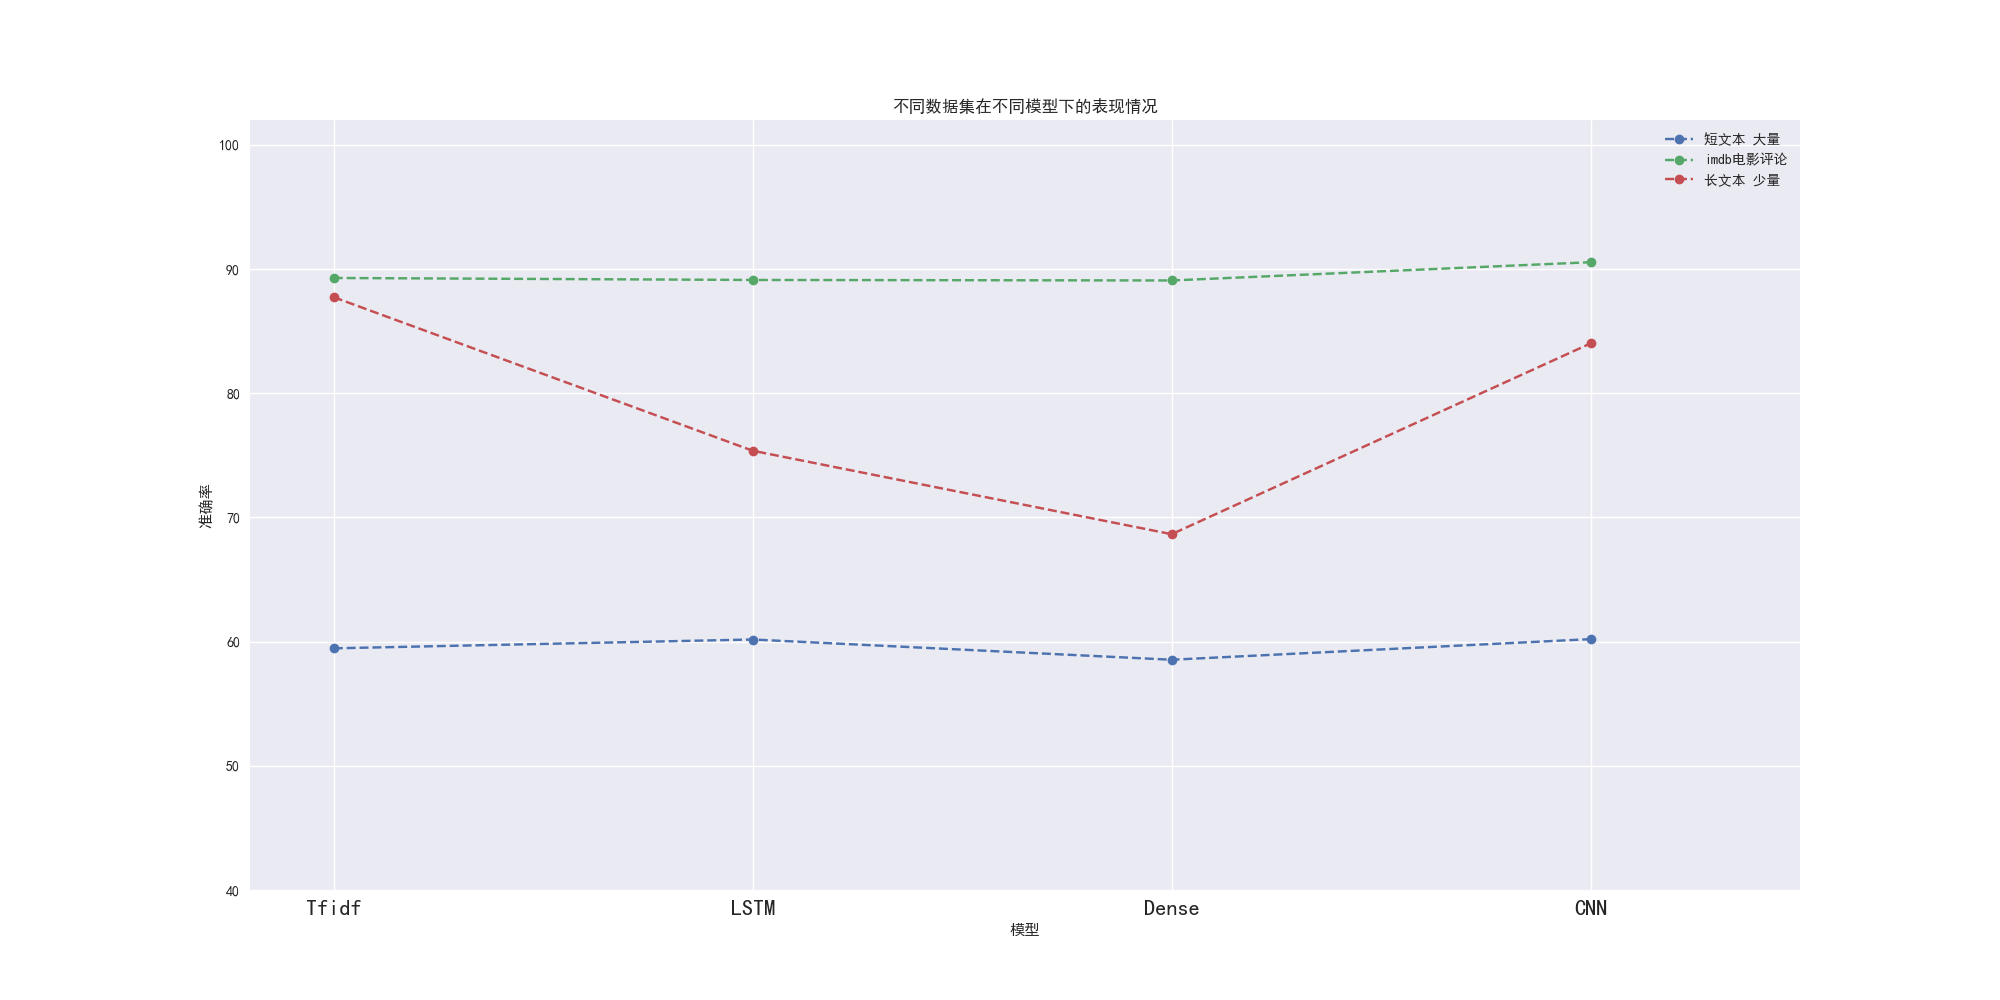 不同数据集在不同模型下的表现情况
短文本 大量
imdb电影评论
长文本 少量
100
90
80
70
60
50
40
准确率
Tfidf LSTM Dense CNN
模型